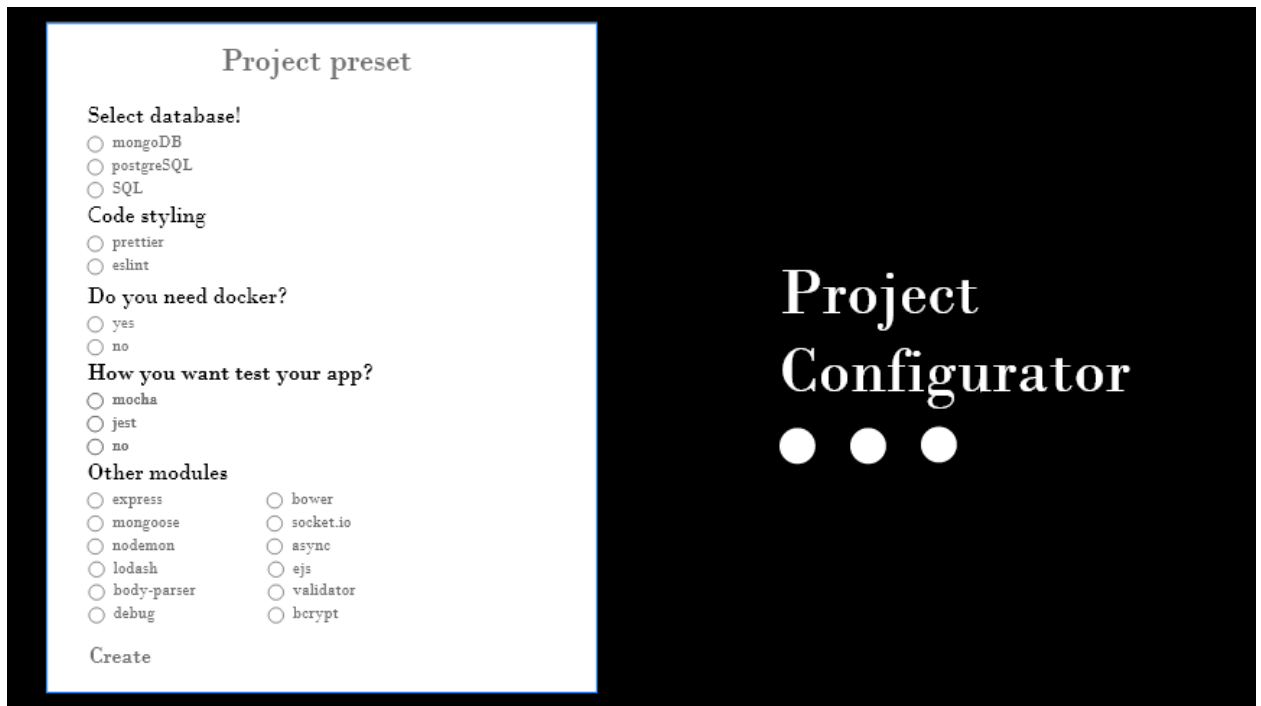 Project preset
Select database!
mongoDB
postgreSQL
SQL
Code styling
prettier
eslint
Do you need docker?
yes
no
How you want test your app?
mocha
jest
no
Other modules
express
mongoose
nodemon
lodash
body-parser
debug
bower
socket.io
async
ejs
validator
bcrypt
Create
Project
Configurator